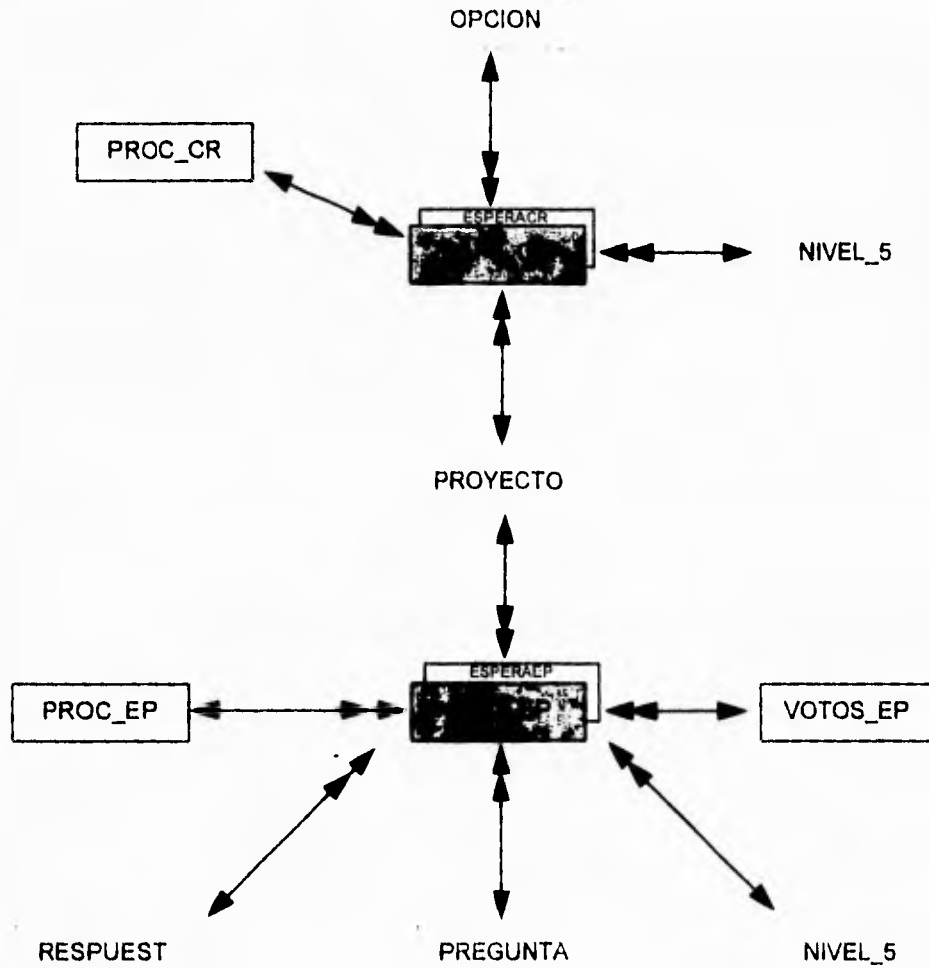 OPCION
PROC_CR
ESPERACR
NIVEL_5
PROYECTO
ESPERAEP
PROC_EP
VOTOS_EP
RESPUEST
PREGUNTA
NIVEL_5